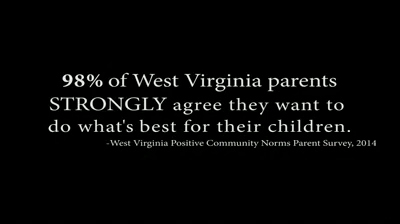 98% of West Virginia parents
STRONGLY agree they want to
do what's best for their children.
-West Virginia Positive Community Norms Parent Survey, 2014